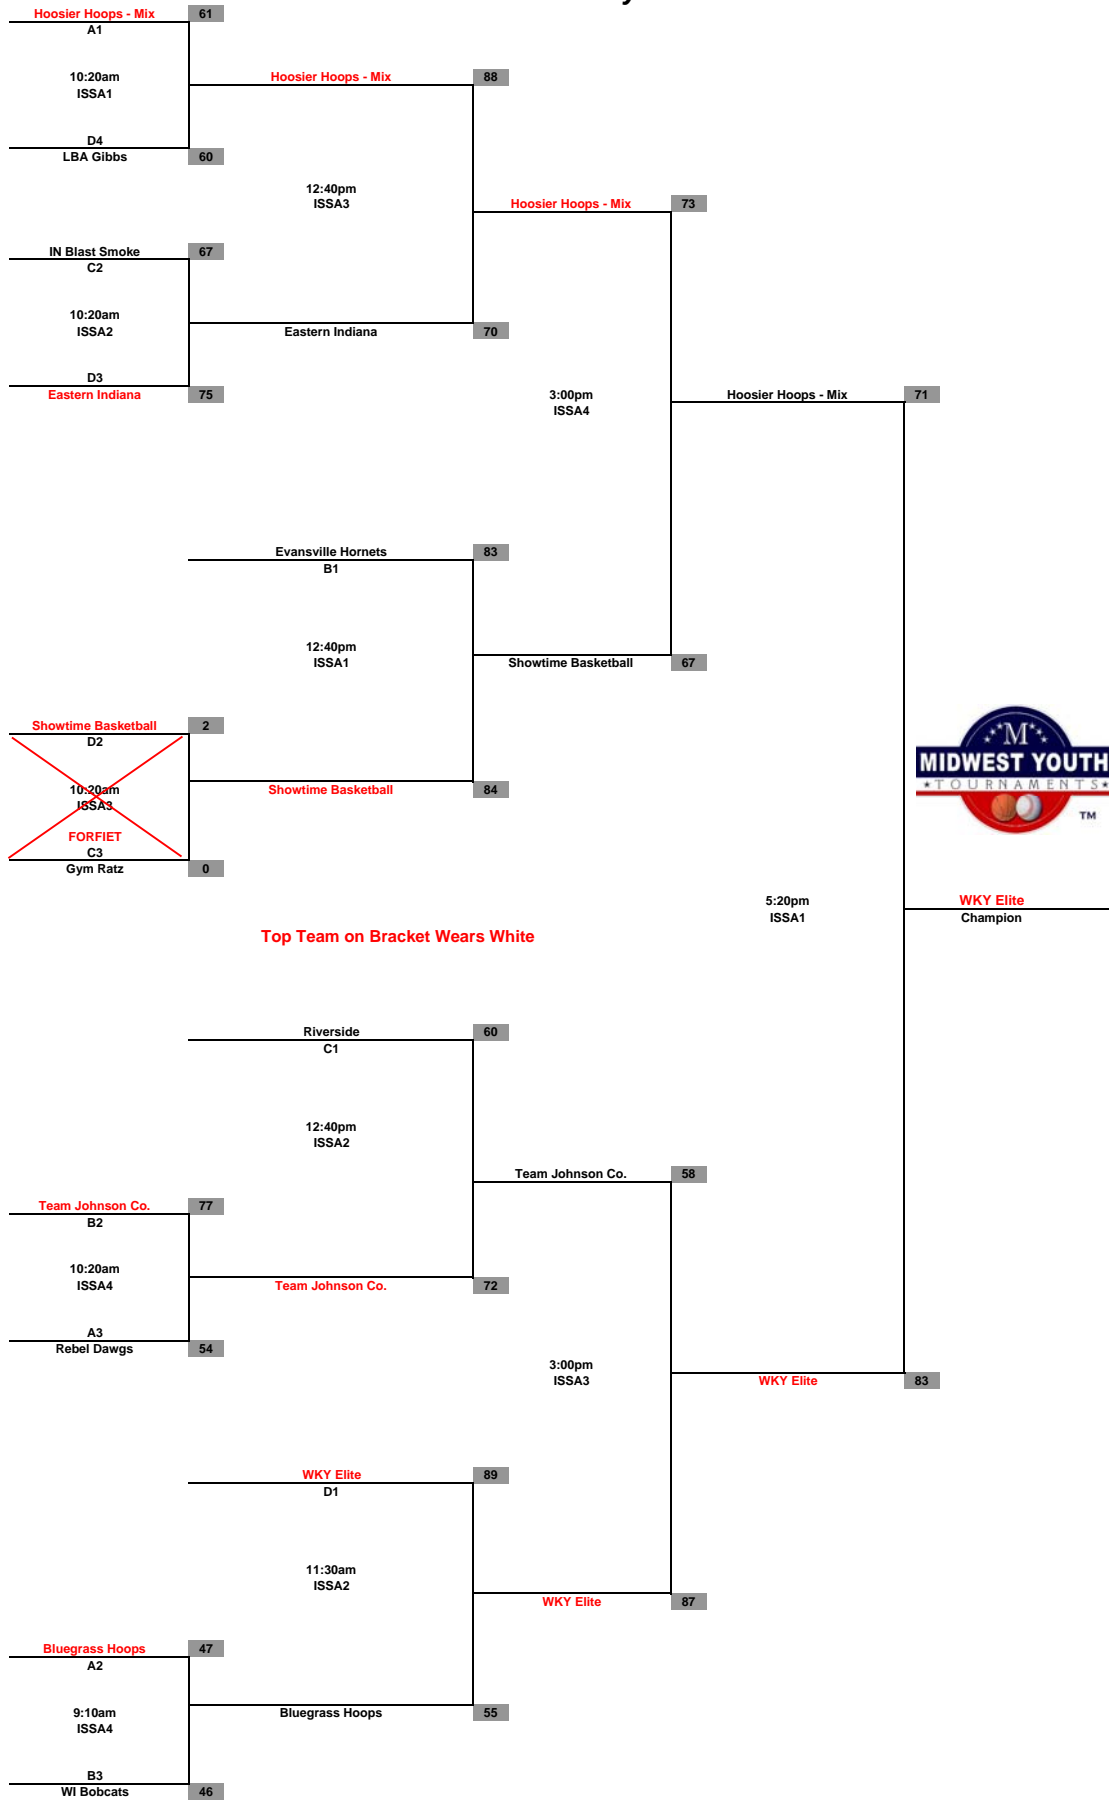 Hoosier Hoops - Mix 61
A1
10:20am
ISSA1
D4
LBA Gibbs 60
Hoosier Hoops - Mix 88
12:40pm
ISSA3
Hoosier Hoops - Mix 73
IN Blast Smoke 67
C2
10:20am
ISSA2
D3
Eastern Indiana 75
Eastern Indiana 70
3:00pm
ISSA4
Hoosier Hoops - Mix 71
Evansville Hornets 83
B1
12:40pm
ISSA1
Showtime Basketball 67
Showtime Basketball 2
D2
10:20am
ISSA3
FORFIET
C3
Gym Ratz 0
Showtime Basketball 84
M
MIDWEST YOUTH
TOURNAMENTS
TM
5:20pm
ISSA1
WKY Elite
Champion
Top Team on Bracket Wears White
Riverside 60
C1
12:40pm
ISSA2
Team Johnson Co. 58
Team Johnson Co. 77
B2
10:20am
ISSA4
A3
Rebel Dawgs 54
Team Johnson Co. 72
3:00pm
ISSA3
WKY Elite 83
WKY Elite 89
D1
11:30am
ISSA2
WKY Elite 87
Bluegrass Hoops 47
A2
9:10am
ISSA4
B3
WI Bobcats 46
Bluegrass Hoops 55